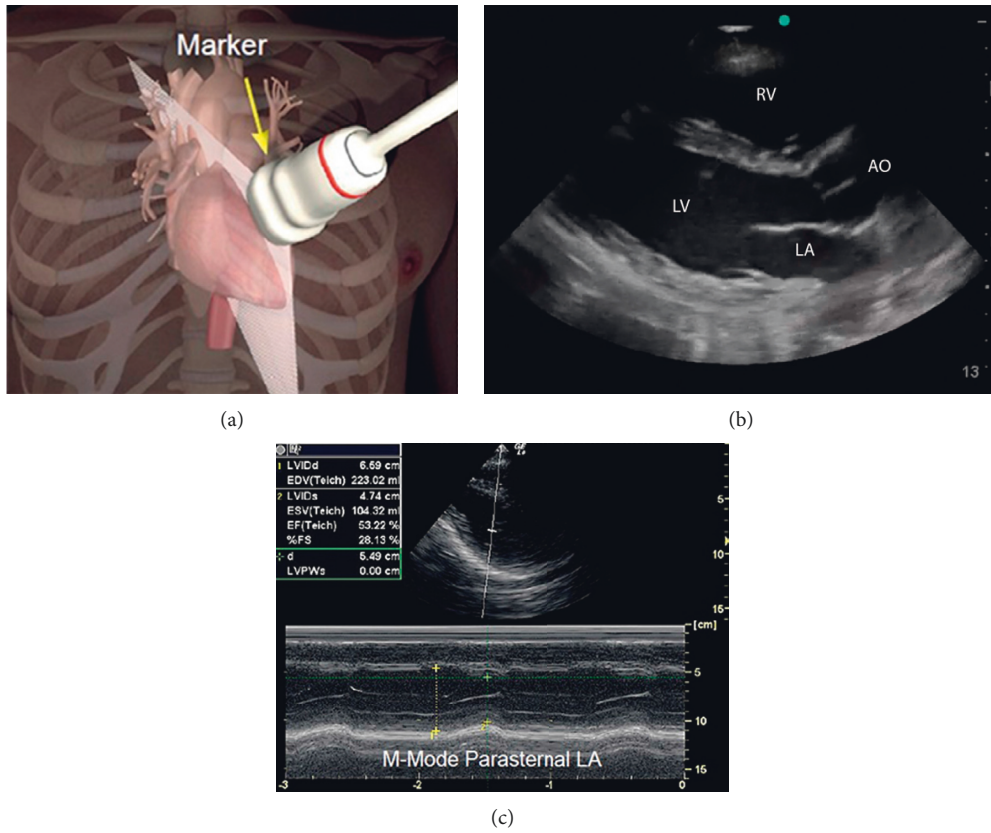 Marker
(a)
RV
AO
LV
LA
13
(b)
1 LVIDd 6.59 cm
EDV(Teich) 223.02 ml
2 LVIDs 4.74 cm
ESV(Teich) 104.32 ml
EF(Teich) 53.22 %
%FS 28.13 %
d 5.49 cm
LVPWs 0.00 cm
5
10
15
[cm]
5
10
15
M-Mode Parasternal LA
-3 -2 -1 0
(c)